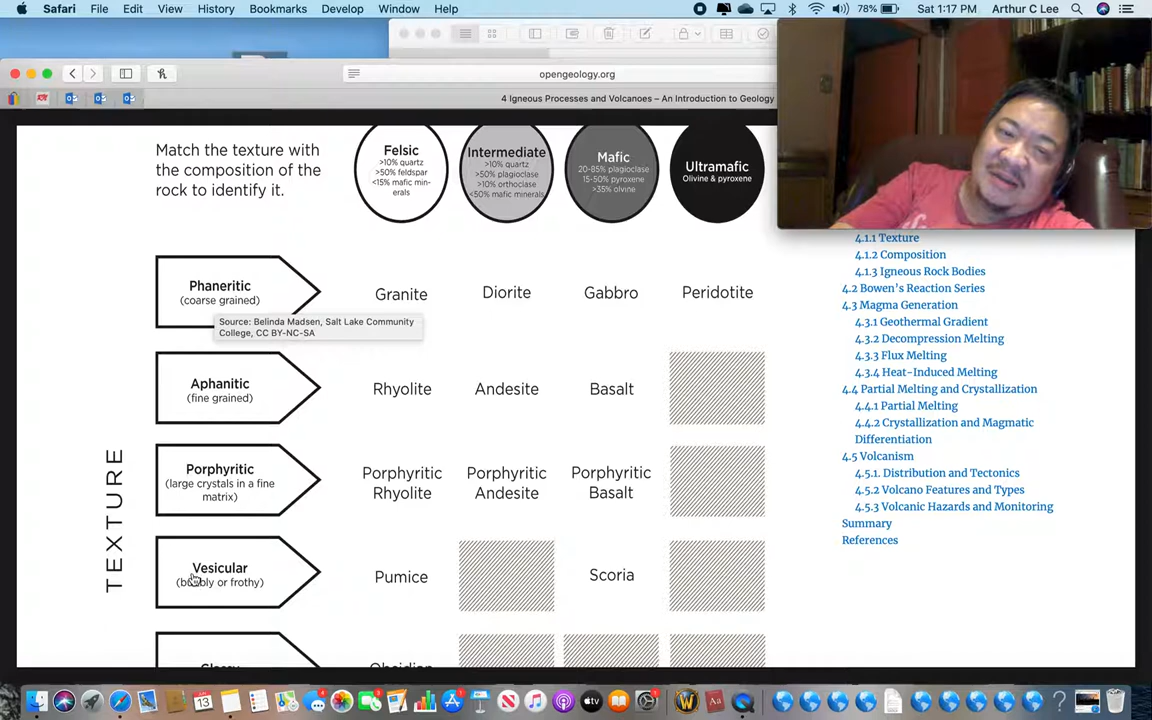 Safari File Edit View History Bookmarks Develop Window Help 78% Sat 1:17 PM Arthur C Lee
opengeology.org
4 Igneous Processes and Volcanoes – An Introduction to Geology
Match the texture with
the composition of the
rock to identify it.
Felsic
>10% quartz
>50% feldspar
<15% mafic min-
erals
Intermediate
>10% quartz
>50% plagioclase
>10% orthoclase
<50% mafic minerals
Mafic
20-85% plagioclase
15-50% pyroxene
>35% olvine
Ultramafic
Olivine & pyroxene
Phaneritic
(coarse grained)
Granite Diorite Gabbro Peridotite
Source: Belinda Madsen, Salt Lake Community
College, CC BY-NC-SA
Aphanitic
(fine grained)
Rhyolite Andesite Basalt
TEXTURE
Porphyritic
(large crystals in a fine
matrix)
Porphyritic
Rhyolite
Porphyritic
Andesite
Porphyritic
Basalt
Vesicular
(bubbly or frothy)
Pumice Scoria
Glassy
Obsidian
4.1.1 Texture
4.1.2 Composition
4.1.3 Igneous Rock Bodies
4.2 Bowen's Reaction Series
4.3 Magma Generation
4.3.1 Geothermal Gradient
4.3.2 Decompression Melting
4.3.3 Flux Melting
4.3.4 Heat-Induced Melting
4.4 Partial Melting and Crystallization
4.4.1 Partial Melting
4.4.2 Crystallization and Magmatic
Differentiation
4.5 Volcanism
4.5.1. Distribution and Tectonics
4.5.2 Volcano Features and Types
4.5.3 Volcanic Hazards and Monitoring
Summary
References